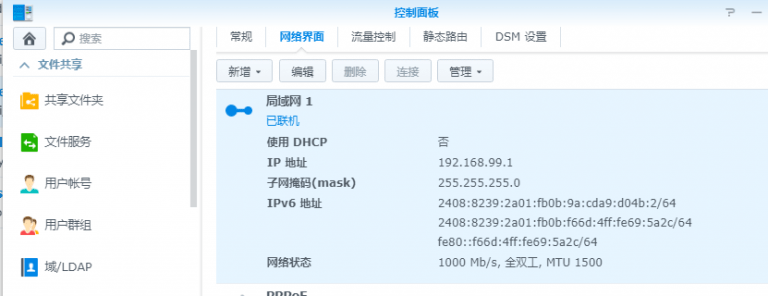 控制面板
搜索
常规 网络界面 流量控制 静态路由 DSM 设置
文件共享
新增 编辑 删除 连接 管理
共享文件夹
文件服务
用户帐号
用户群组
域/LDAP
局域网 1
已联机
使用 DHCP 否
IP 地址 192.168.99.1
子网掩码(mask) 255.255.255.0
IPv6 地址 2408:8239:2a01:fb0b:9a:cda9:d04b:2/64
2408:8239:2a01:fb0b:f66d:4ff:fe69:5a2c/64
fe80::f66d:4ff:fe69:5a2c/64
网络状态 1000 Mb/s, 全双工, MTU 1500
PPPoE